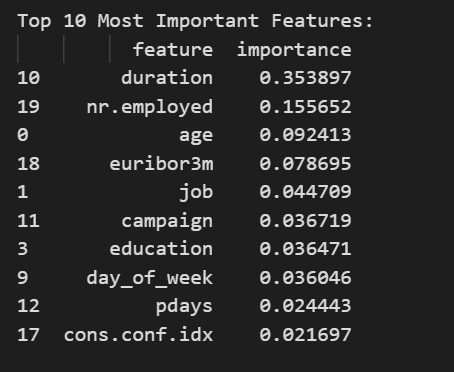 Top 10 Most Important Features:
feature importance
10 duration 0.353897
19 nr.employed 0.155652
0 age 0.092413
18 euribor3m 0.078695
1 job 0.044709
11 campaign 0.036719
3 education 0.036471
9 day_of_week 0.036046
12 pdays 0.024443
17 cons.conf.idx 0.021697